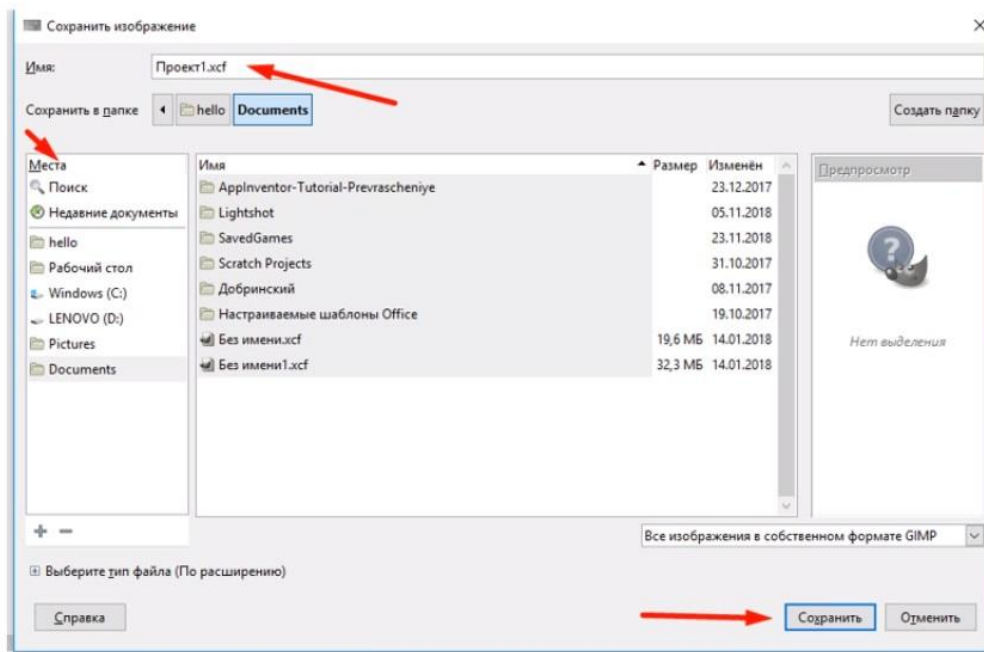 Сохранить изображение
Имя: Проект1.xcf
Сохранить в папке hello Documents Создать папку
Места
Поиск
Недавние документы
hello
Рабочий стол
Windows (C:)
LENOVO (D:)
Pictures
Documents
Имя Размер Изменён
AppInventor-Tutorial-Prevrascheniye 23.12.2017
Lightshot 05.11.2018
SavedGames 23.11.2018
Scratch Projects 31.10.2017
Добринский 08.11.2017
Настраиваемые шаблоны Office 19.10.2017
Без имени.xcf 19,6 МБ 14.01.2018
Без имени1.xcf 32,3 МБ 14.01.2018
Предпросмотр
Нет выделения
Все изображения в собственном формате GIMP
Выберите тип файла (По расширению)
Справка Сохранить Отменить